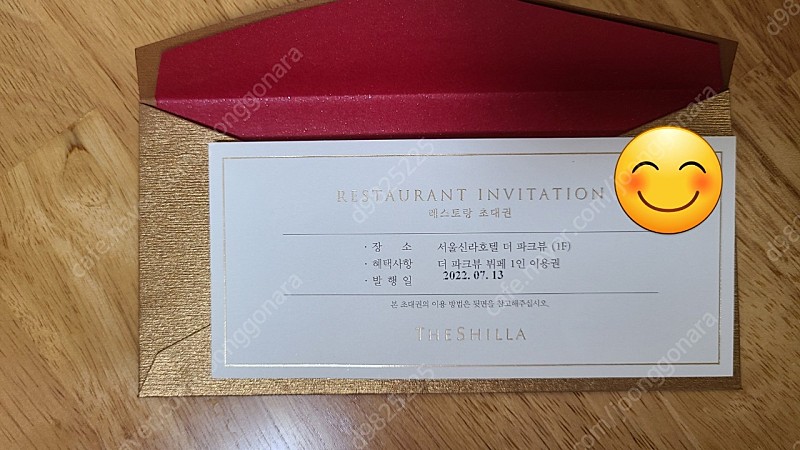 RESTAURANT INVITATION
레스토랑 초대권
· 장 소 서울신라호텔 더 파크뷰 (1F)
· 혜택사항 더 파크뷰 뷔페 1인 이용권
· 발 행 일 2022. 07. 13
본 초대권의 이용 방법은 뒷면을 참고해주십시오.
THE SHILLA
d9825225